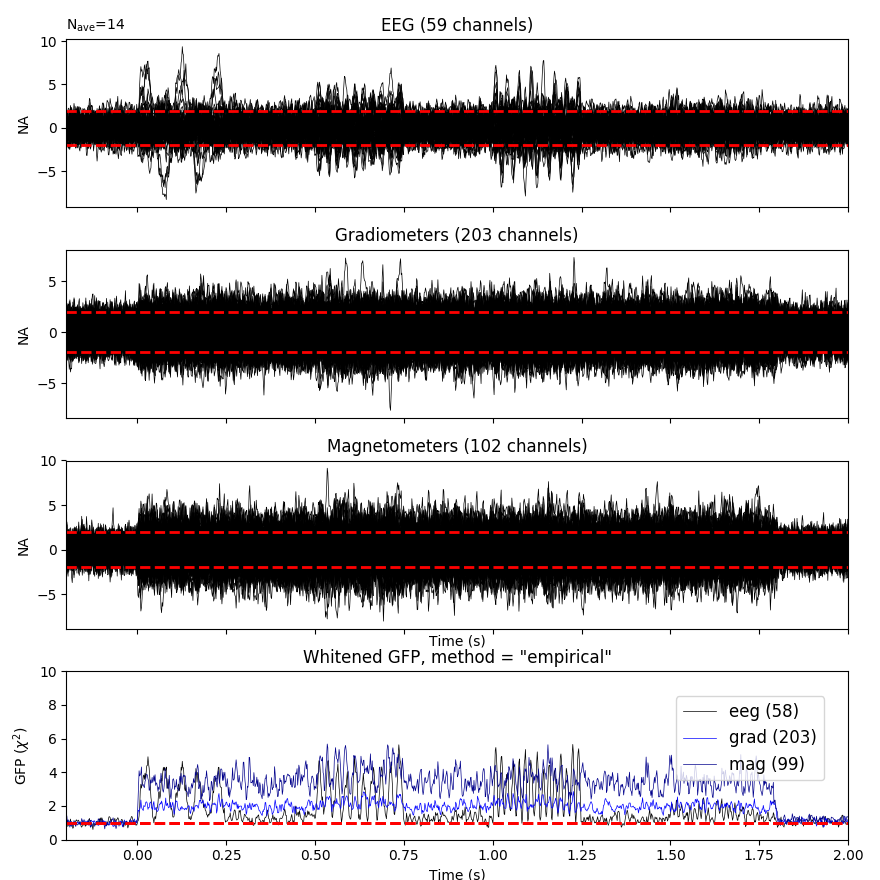 N_ave=14
EEG (59 channels)
10
5
0
−5
NA
Gradiometers (203 channels)
5
0
−5
NA
Magnetometers (102 channels)
10
5
0
−5
NA
Time (s)
Whitened GFP, method = "empirical"
10
8
6
4
2
0
GFP (χ²)
eeg (58)
grad (203)
mag (99)
0.00 0.25 0.50 0.75 1.00 1.25 1.50 1.75 2.00
Time (s)